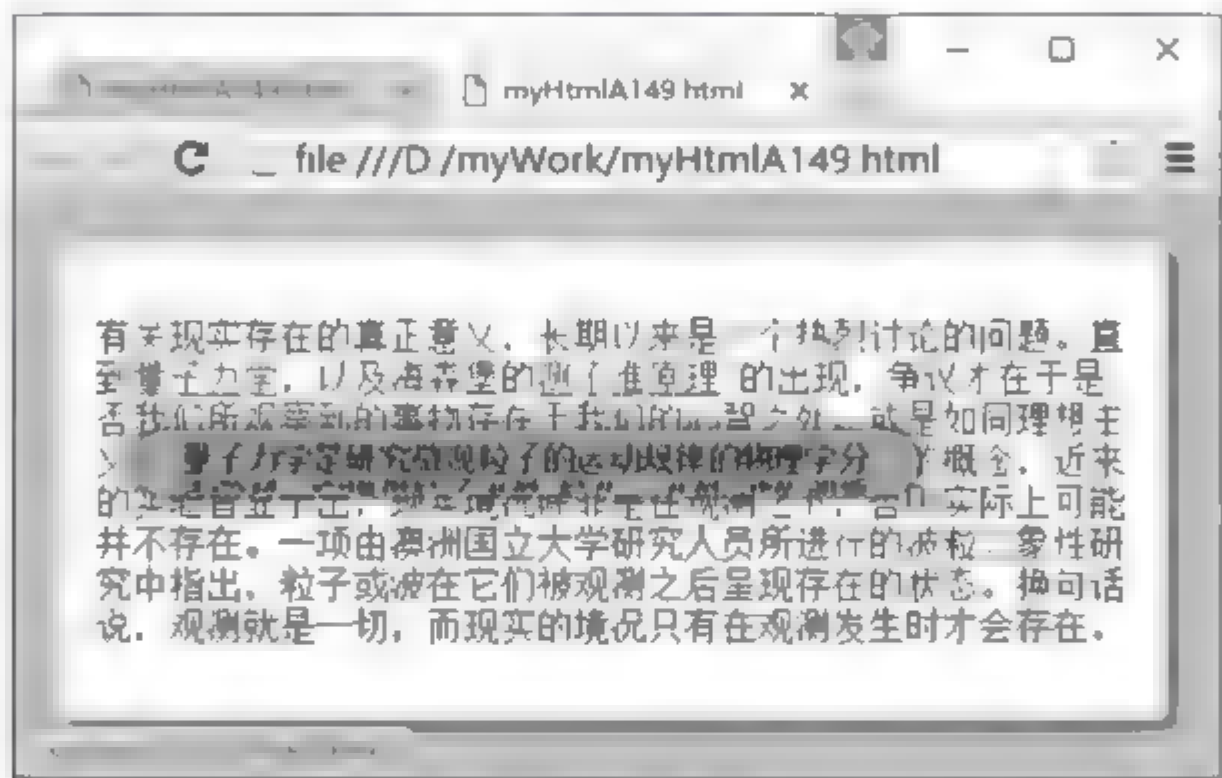 myHtmlA149 html
file ///D /myWork/myHtmlA149 html
有关现实存在的真正意义，长期以来是一个热烈讨论的问题。直
到量子力学，以及海森堡的测不准原理 的出现，争议才在于是
否我们所观察到的事物存在于我们的心智之外 就是如同理想主
概念，近来
量子力学是研究微观粒子的运动规律的物理学分
实际上可能
并不存在。一项由澳洲国立大学研究人员所进行的波粒二象性研
究中指出，粒子或波在它们被观测之后呈现存在的状态。换句话
说，观测就是一切，而现实的境况只有在观测发生时才会存在。